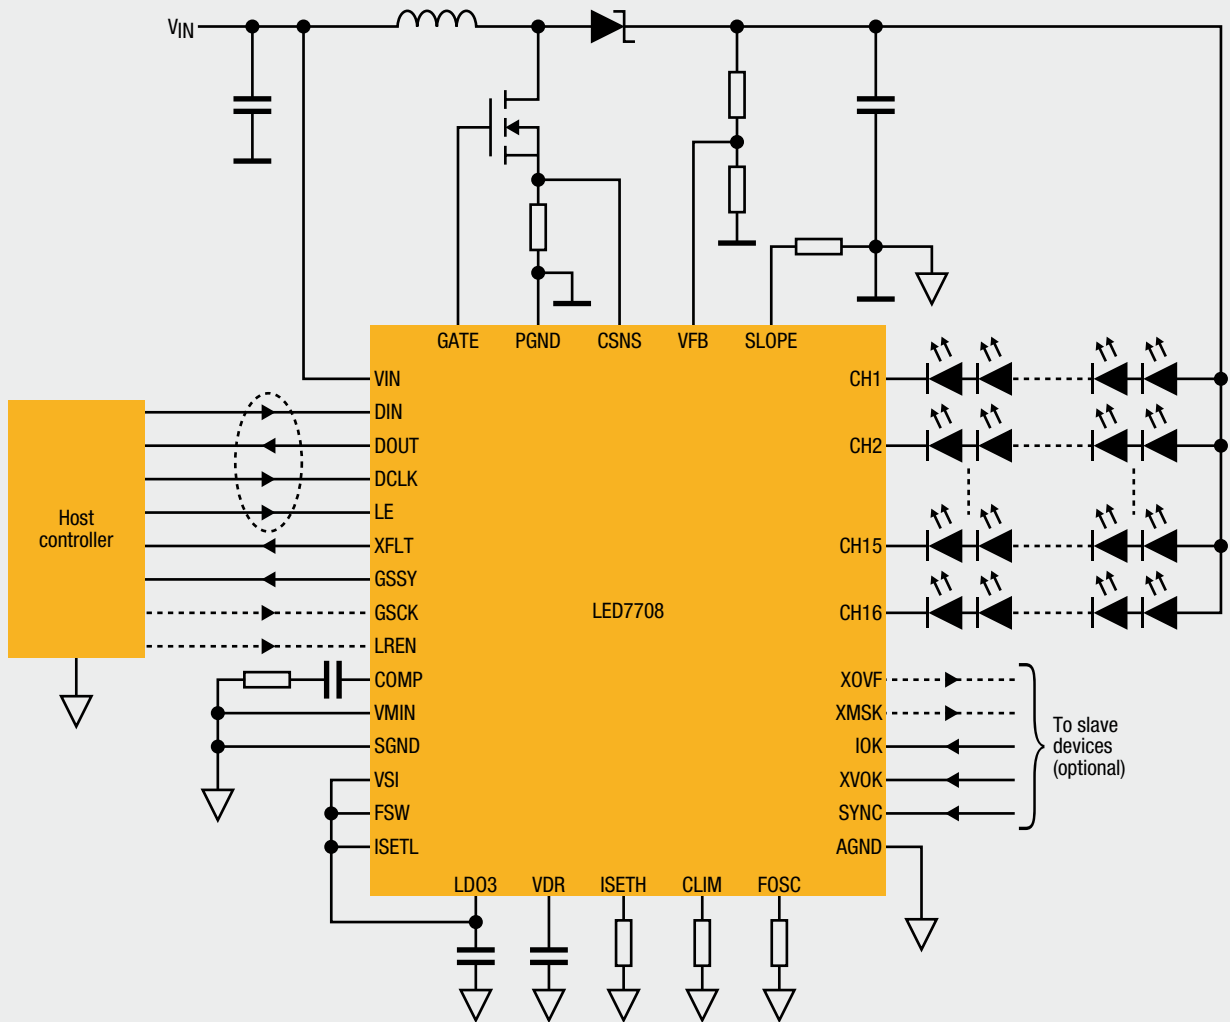 VIN
GATE
PGND
CSNS
VFB
SLOPE
VIN
DIN
DOUT
DCLK
LE
XFLT
GSSY
GSCK
LREN
COMP
VMIN
SGND
VSI
FSW
ISETL
Host
controller
LED7708
CH1
CH2
CH15
CH16
XOVF
XMSK
IOK
XVOK
SYNC
AGND
To slave
devices
(optional)
LDO3
VDR
ISETH
CLIM
FOSC